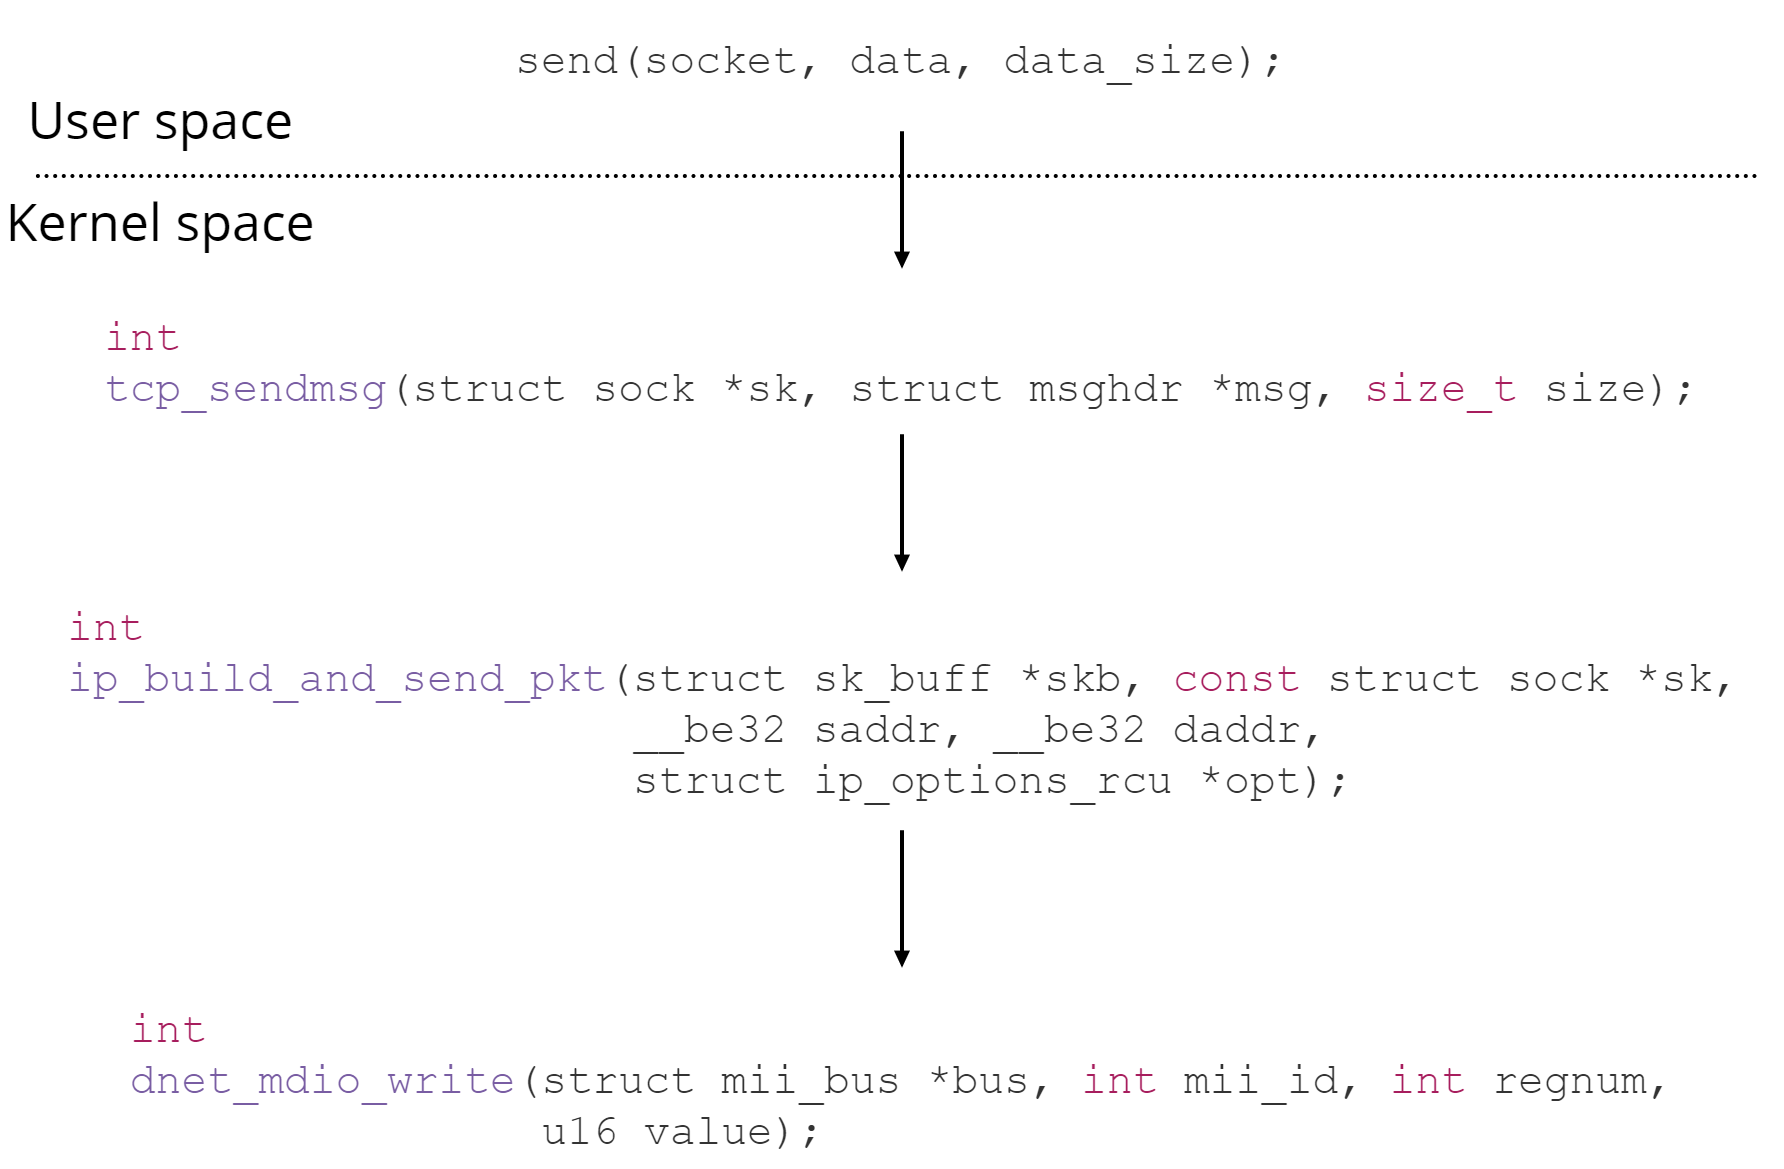 send(socket, data, data_size);
User space
Kernel space
int
tcp_sendmsg(struct sock *sk, struct msghdr *msg, size_t size);
int
ip_build_and_send_pkt(struct sk_buff *skb, const struct sock *sk,
__be32 saddr, __be32 daddr,
struct ip_options_rcu *opt);
int
dnet_mdio_write(struct mii_bus *bus, int mii_id, int regnum,
u16 value);